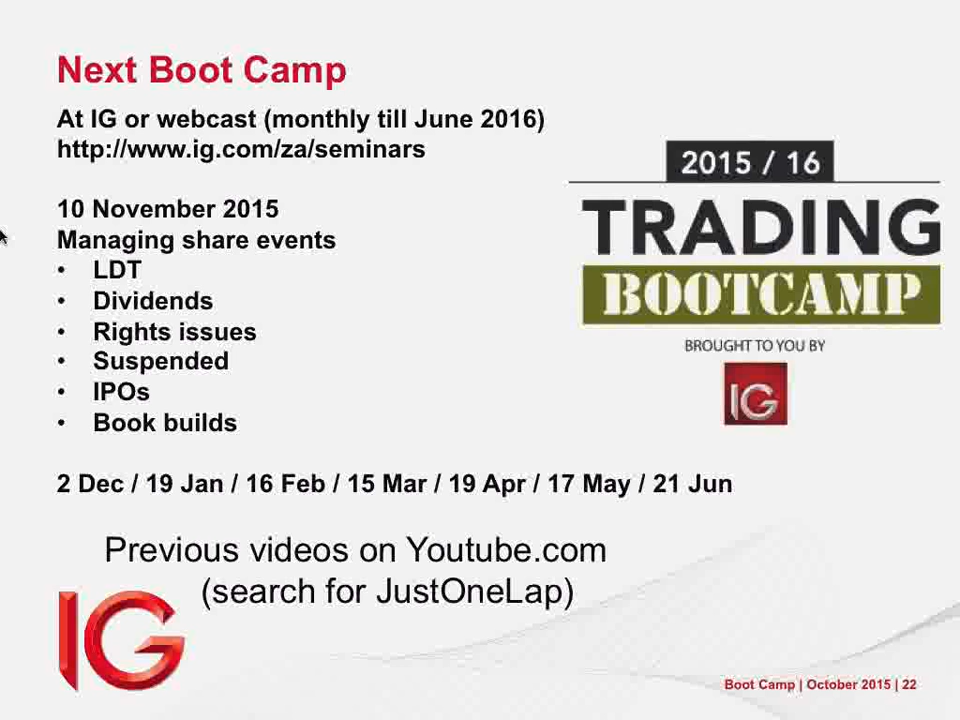 Next Boot Camp
At IG or webcast (monthly till June 2016)
http://www.ig.com/za/seminars
10 November 2015
Managing share events
• LDT
• Dividends
• Rights issues
• Suspended
• IPOs
• Book builds
2 Dec / 19 Jan / 16 Feb / 15 Mar / 19 Apr / 17 May / 21 Jun
Previous videos on Youtube.com
(search for JustOneLap)
2015 / 16
TRADING
BOOTCAMP
BROUGHT TO YOU BY
IG
IG
Boot Camp | October 2015 | 22